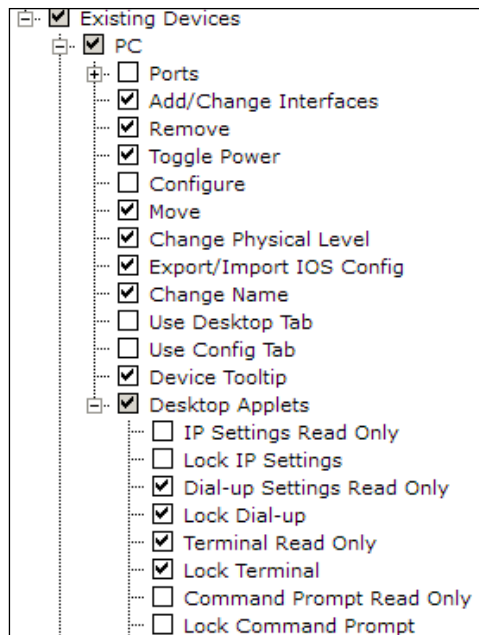 Existing Devices
PC
Ports
Add/Change Interfaces
Remove
Toggle Power
Configure
Move
Change Physical Level
Export/Import IOS Config
Change Name
Use Desktop Tab
Use Config Tab
Device Tooltip
Desktop Applets
IP Settings Read Only
Lock IP Settings
Dial-up Settings Read Only
Lock Dial-up
Terminal Read Only
Lock Terminal
Command Prompt Read Only
Lock Command Prompt